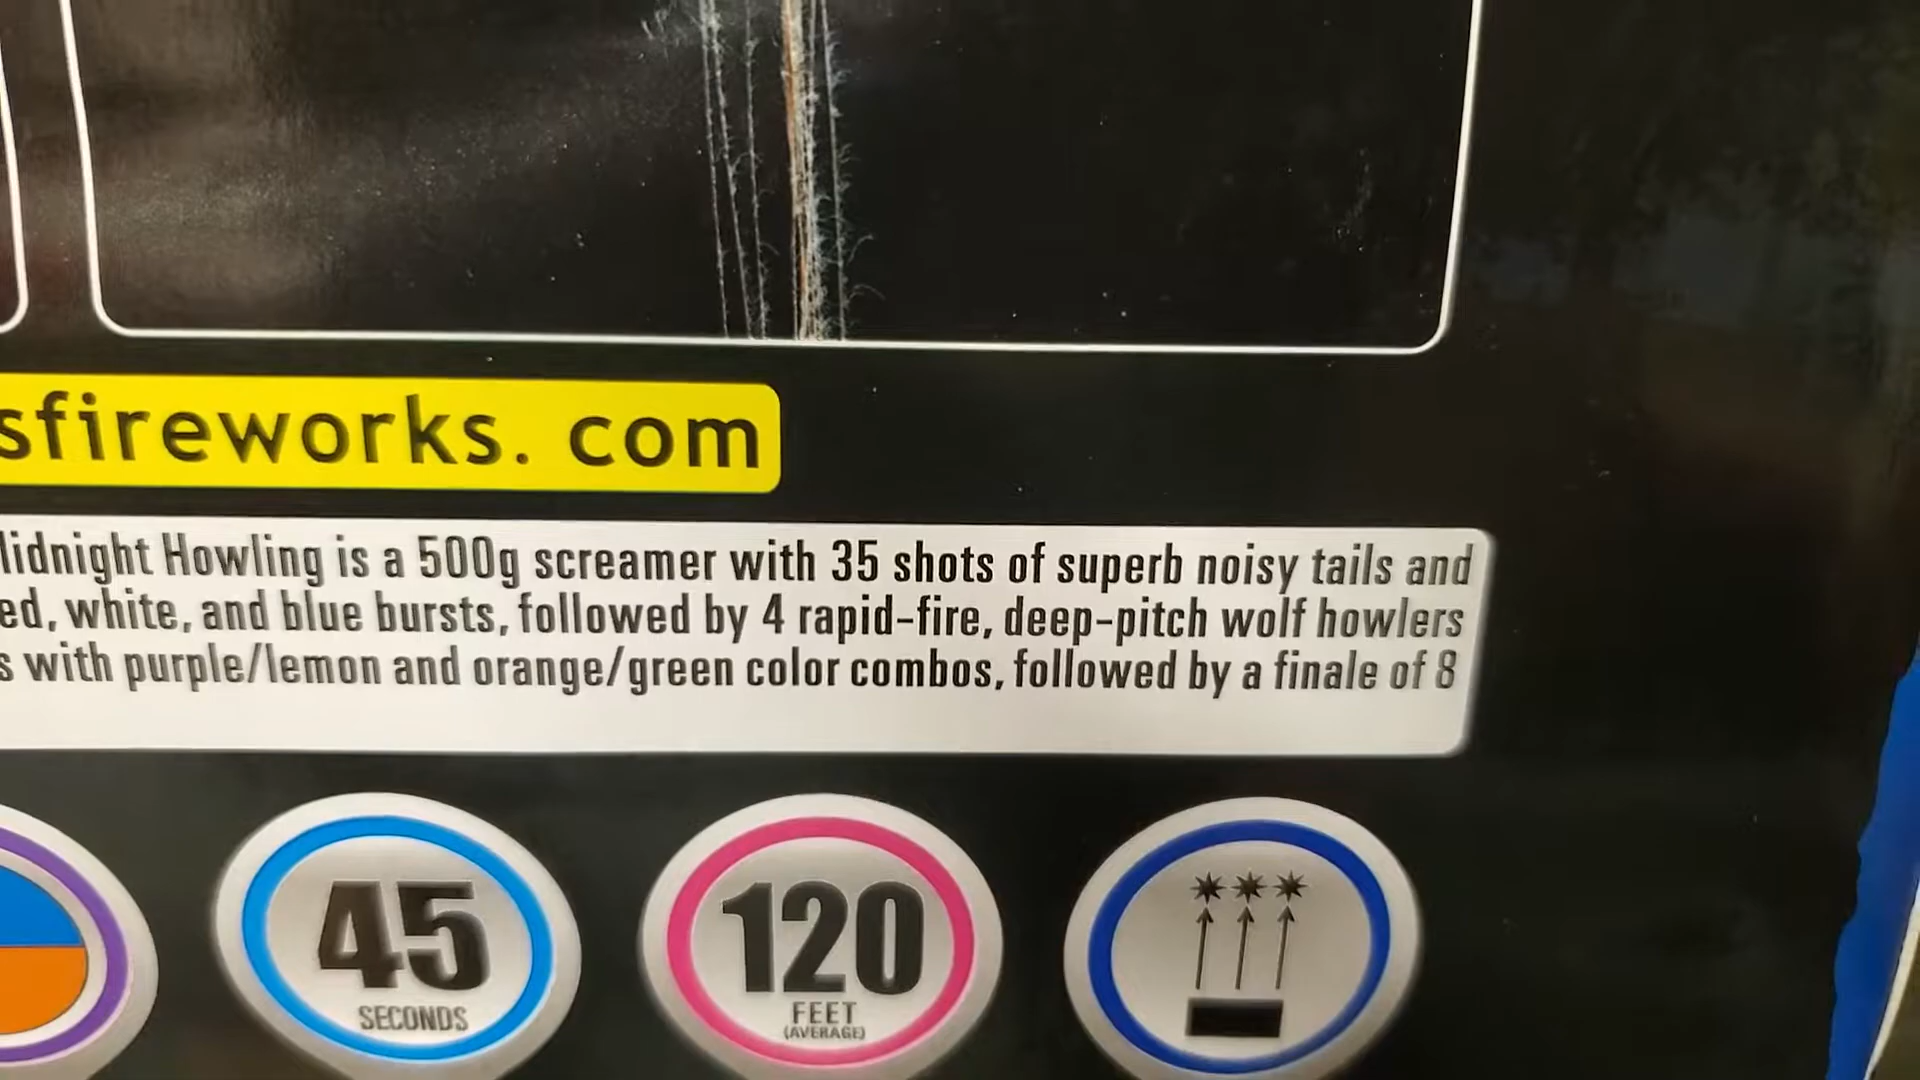 sfireworks. com
idnight Howling is a 500g screamer with 35 shots of superb noisy tails and
ed, white, and blue bursts, followed by 4 rapid-fire, deep-pitch wolf howlers
s with purple/lemon and orange/green color combos, followed by a finale of 8
45
SECONDS
120
FEET
(AVERAGE)